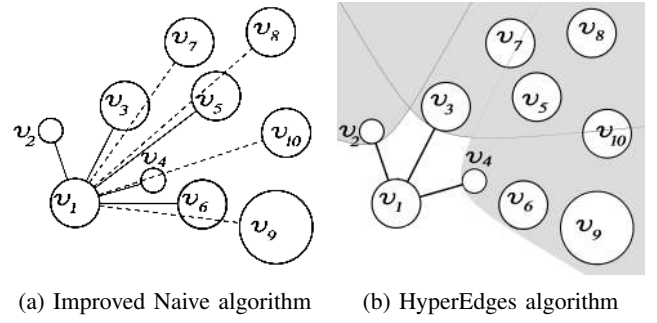 v8
v7
v3
v5
v2
v10
v4
v1
v6
v9
(a) Improved Naive algorithm
v8
v7
v3
v5
v2
v10
v4
v1
v6
v9
(b) HyperEdges algorithm